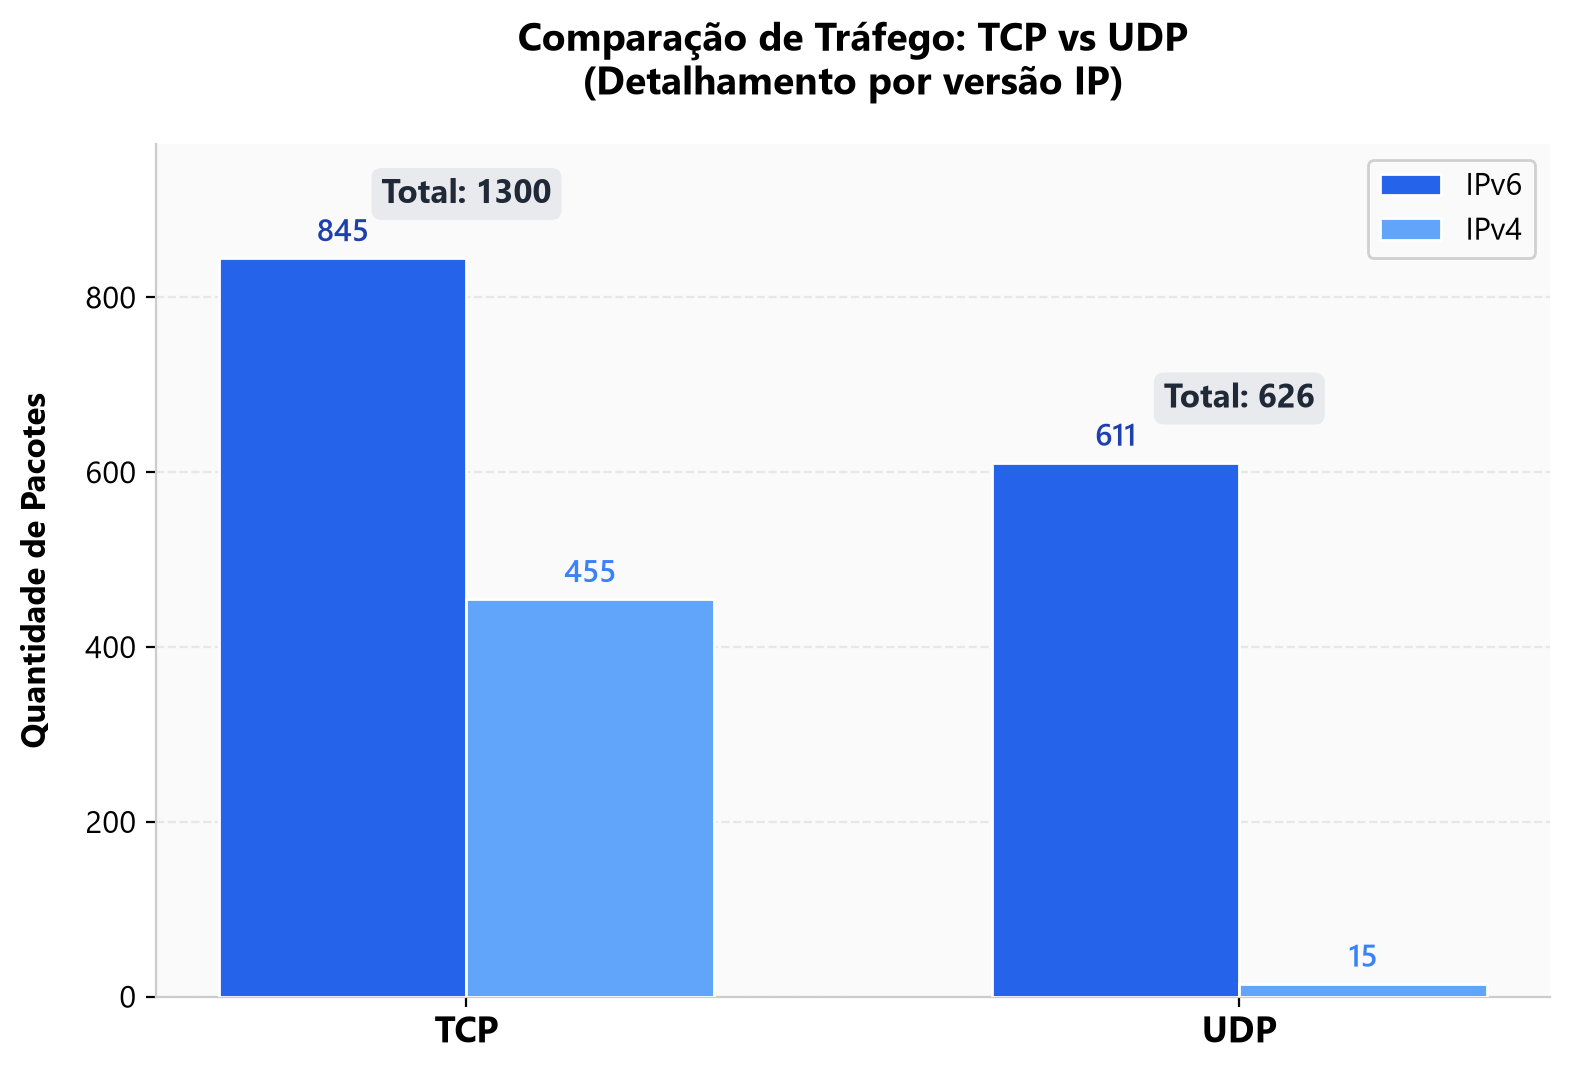 Comparação de Tráfego: TCP vs UDP
(Detalhamento por versão IP)
Total: 1300
845
IPv6
IPv4
800
Total: 626
611
600
455
400
200
15
0
Quantidade de Pacotes
TCP
UDP